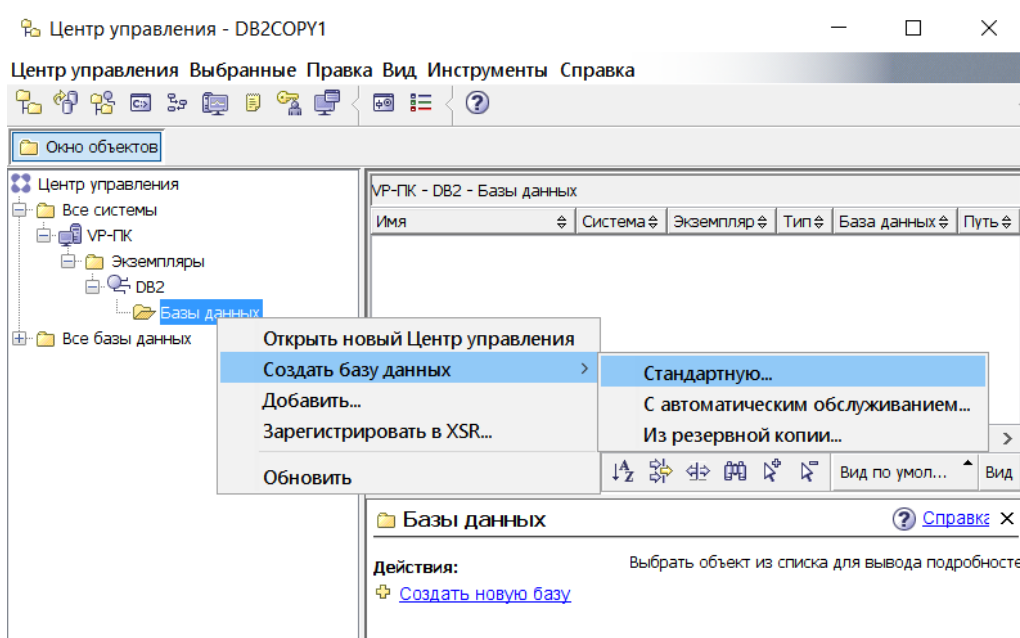 Центр управления - DB2COPY1
Центр управления Выбранные Правка Вид Инструменты Справка
Окно объектов
Центр управления
Все системы
VP-ПК
Экземпляры
DB2
Базы данных
Все базы данных
VP-ПК - DB2 - Базы данных
Имя Система Экземпляр Тип База данных Путь
Открыть новый Центр управления
Создать базу данных
Добавить...
Зарегистрировать в XSR...
Обновить
Стандартную...
С автоматическим обслуживанием...
Из резервной копии...
Вид по умол... Вид
Базы данных
Справка
Действия:
Выбрать объект из списка для вывода подробносте
Создать новую базу